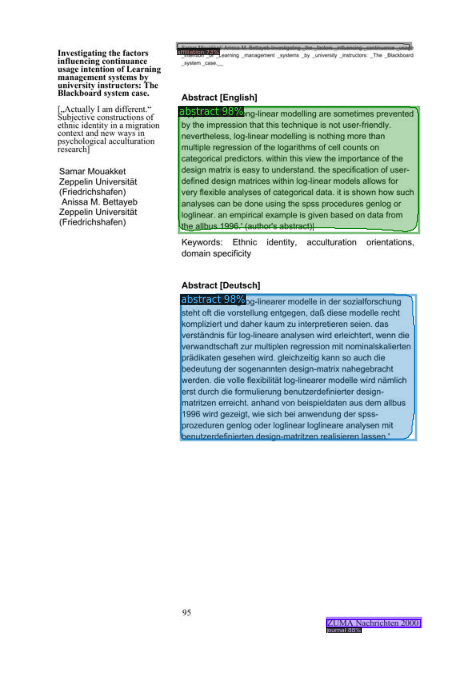 Investigating the factors
influencing continuance
usage intention of Learning
management systems by
university instructors: The
Blackboard system case.
[„Actually I am different.“
Subjective constructions of
ethnic identity in a migration
context and new ways in
psychological acculturation
research]
Samar Mouakket
Zeppelin Universität
(Friedrichshafen)
Anissa M. Bettayeb
Zeppelin Universität
(Friedrichshafen)
affiliation 73%
_intention _of _Learning _management _systems _by _university _instructors: _The _Blackboard
_system _case.__
Abstract [English]
abstract 98%
log-linear modelling are sometimes prevented
by the impression that this technique is not user-friendly.
nevertheless, log-linear modelling is nothing more than
multiple regression of the logarithms of cell counts on
categorical predictors. within this view the importance of the
design matrix is easy to understand. the specification of user-
defined design matrices within log-linear models allows for
very flexible analyses of categorical data. it is shown how such
analyses can be done using the spss procedures genlog or
loglinear. an empirical example is given based on data from
the allbus 1996.' (author's abstract)|
Keywords: Ethnic identity, acculturation orientations,
domain specificity
Abstract [Deutsch]
abstract 98%
log-linearer modelle in der sozialforschung
steht oft die vorstellung entgegen, daß diese modelle recht
kompliziert und daher kaum zu interpretieren seien. das
verständnis für log-lineare analysen wird erleichtert, wenn die
verwandtschaft zur multiplen regression mit nominalskalierten
prädikaten gesehen wird. gleichzeitig kann so auch die
bedeutung der sogenannten design-matrix nahegebracht
werden. die volle flexibilität log-linearer modelle wird nämlich
erst durch die formulierung benutzerdefinierter design-
matritzen erreicht. anhand von beispieldaten aus dem allbus
1996 wird gezeigt, wie sich bei anwendung der spss-
prozeduren genlog oder loglinear loglineare analysen mit
benutzerdefinierten design-matritzen realisieren lassen.'
95
ZUMA Nachrichten 2000
journal 88%